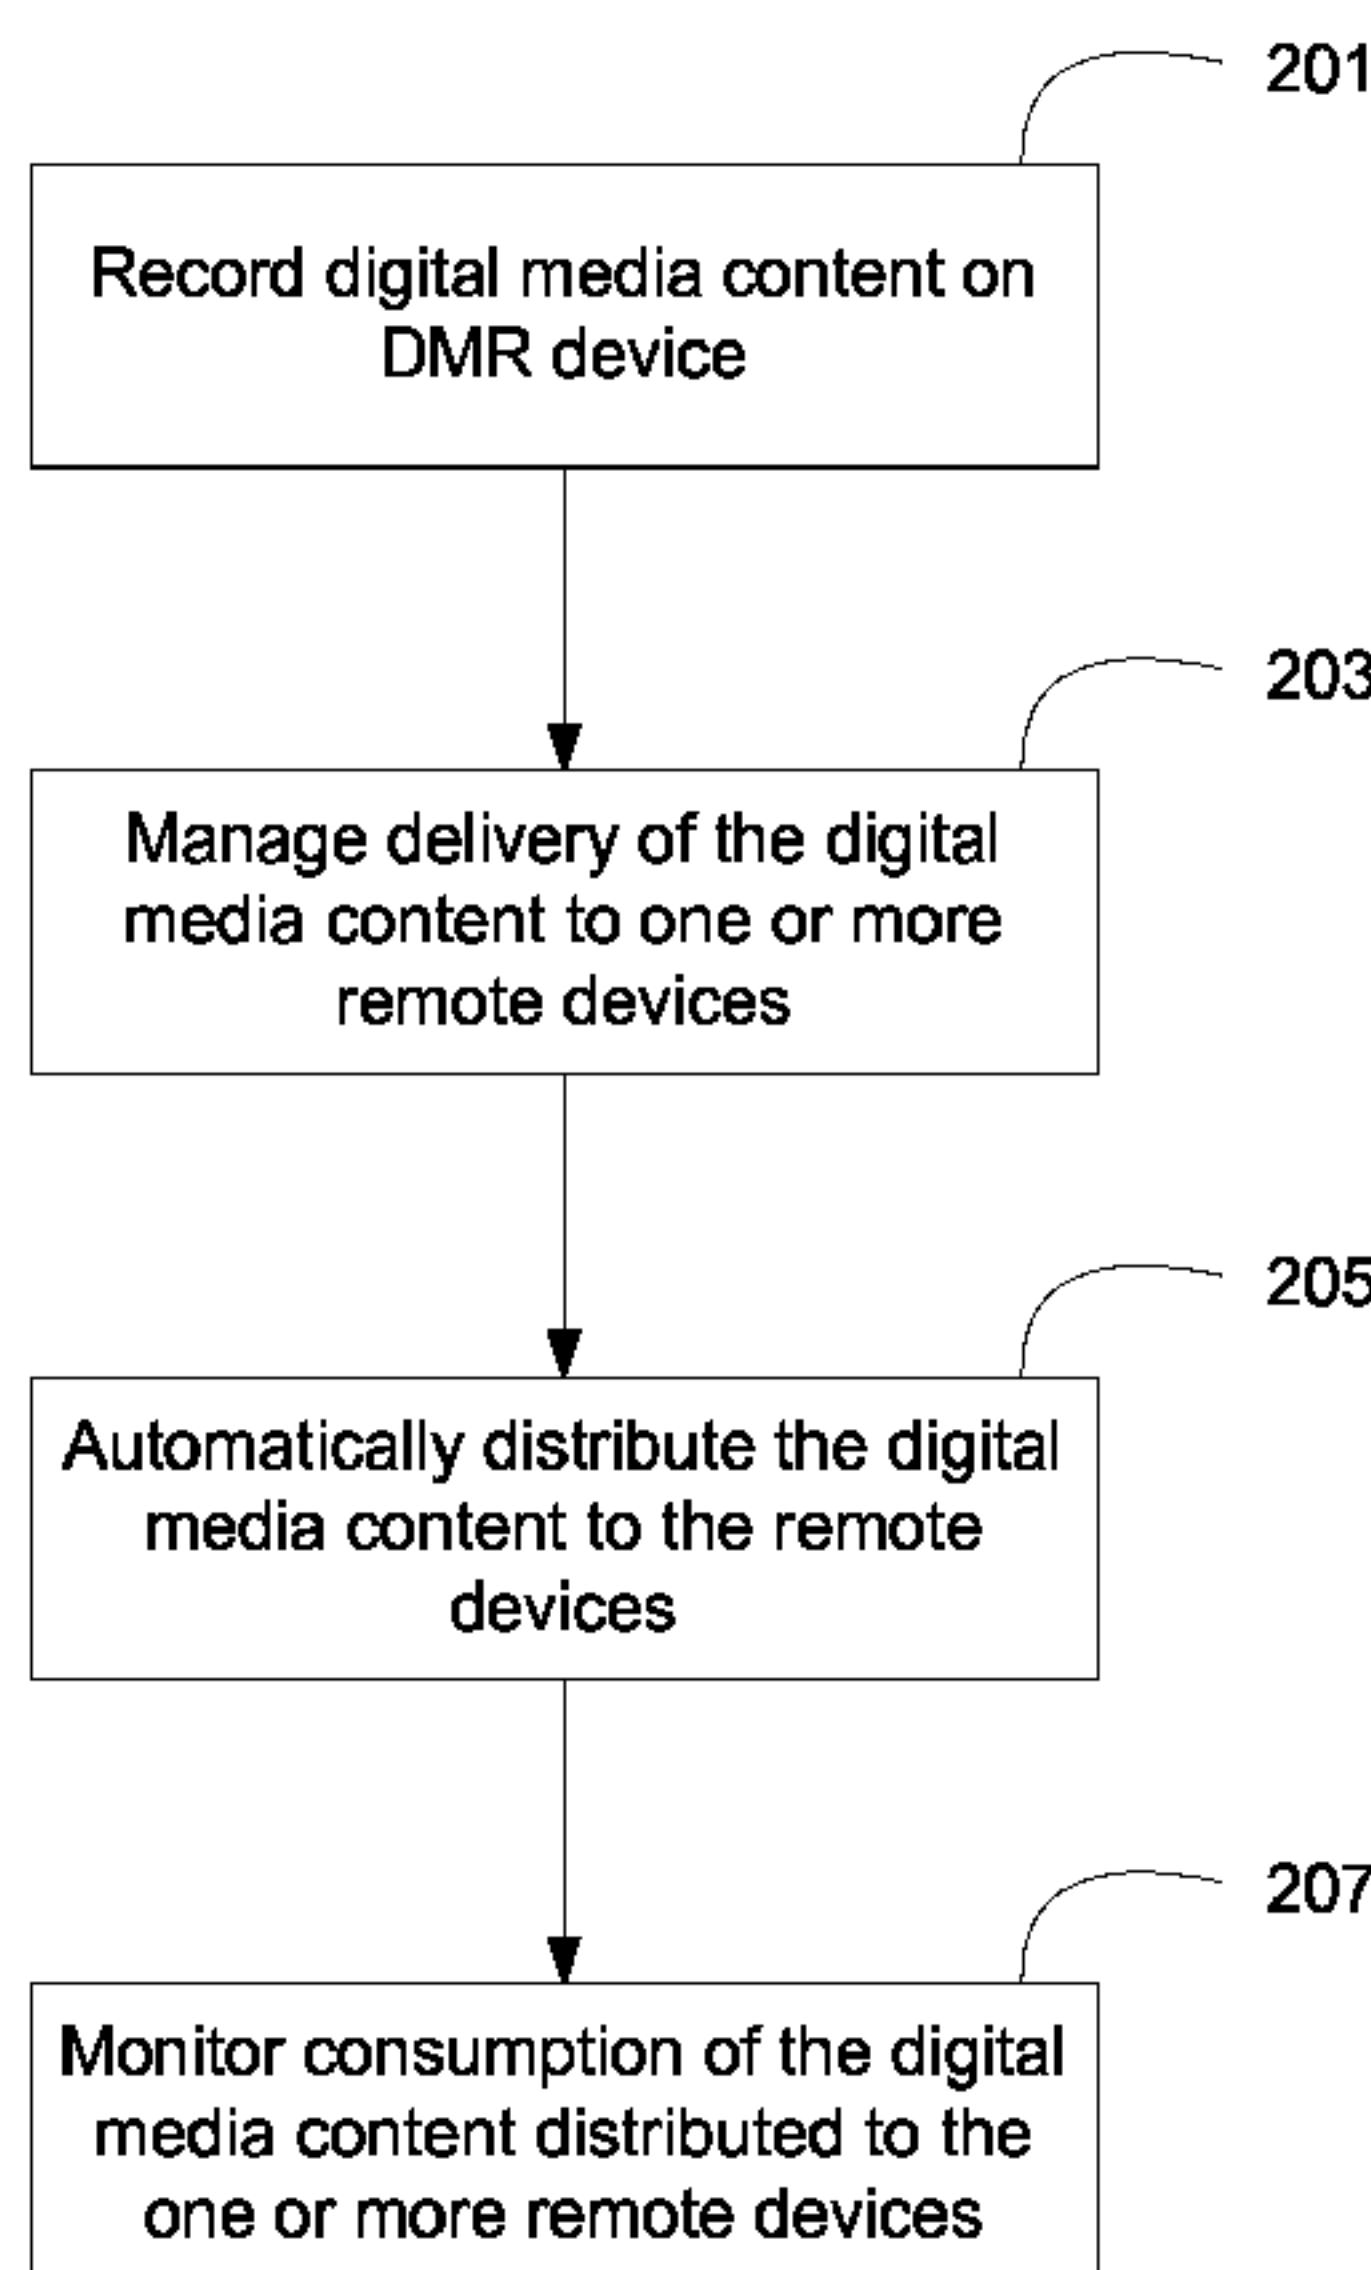 201
Record digital media content on
DMR device
203
Manage delivery of the digital
media content to one or more
remote devices
205
Automatically distribute the digital
media content to the remote
devices
207
Monitor consumption of the digital
media content distributed to the
one or more remote devices